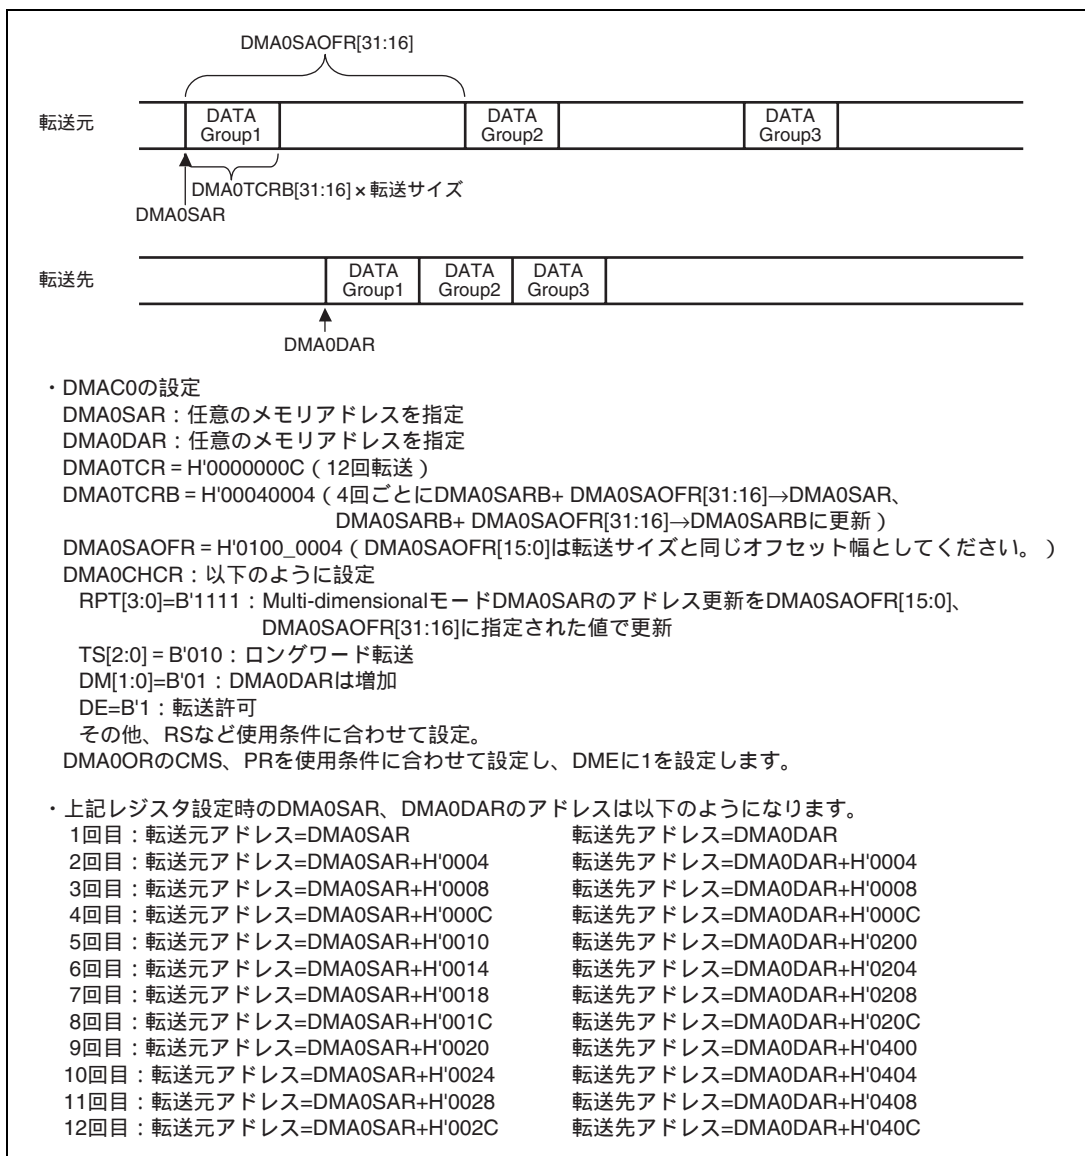 DMA0SAOFR[31:16]
転送元
DATA Group1
DATA Group2
DATA Group3
DMA0TCRB[31:16]×転送サイズ
DMA0SAR
転送先
DATA Group1
DATA Group2
DATA Group3
DMA0DAR
・DMAC0の設定
DMA0SAR：任意のメモリアドレスを指定
DMA0DAR：任意のメモリアドレスを指定
DMA0TCR = H'0000000C（12回転送）
DMA0TCRB = H'00040004（4回ごとにDMA0SARB+ DMA0SAOFR[31:16]→DMA0SAR、
DMA0SARB+ DMA0SAOFR[31:16]→DMA0SARBに更新）
DMA0SAOFR = H'0100_0004（DMA0SAOFR[15:0]は転送サイズと同じオフセット幅としてください。）
DMA0CHCR：以下のように設定
RPT[3:0]=B'1111：Multi-dimensionalモードDMA0SARのアドレス更新をDMA0SAOFR[15:0]、
DMA0SAOFR[31:16]に指定された値で更新
TS[2:0] = B'010：ロングワード転送
DM[1:0]=B'01：DMA0DARは増加
DE=B'1：転送許可
その他、RSなど使用条件に合わせて設定。
DMA0ORのCMS、PRを使用条件に合わせて設定し、DMEに1を設定します。
・上記レジスタ設定時のDMA0SAR、DMA0DARのアドレスは以下のようになります。
1回目：転送元アドレス=DMA0SAR 転送先アドレス=DMA0DAR
2回目：転送元アドレス=DMA0SAR+H'0004 転送先アドレス=DMA0DAR+H'0004
3回目：転送元アドレス=DMA0SAR+H'0008 転送先アドレス=DMA0DAR+H'0008
4回目：転送元アドレス=DMA0SAR+H'000C 転送先アドレス=DMA0DAR+H'000C
5回目：転送元アドレス=DMA0SAR+H'0010 転送先アドレス=DMA0DAR+H'0200
6回目：転送元アドレス=DMA0SAR+H'0014 転送先アドレス=DMA0DAR+H'0204
7回目：転送元アドレス=DMA0SAR+H'0018 転送先アドレス=DMA0DAR+H'0208
8回目：転送元アドレス=DMA0SAR+H'001C 転送先アドレス=DMA0DAR+H'020C
9回目：転送元アドレス=DMA0SAR+H'0020 転送先アドレス=DMA0DAR+H'0400
10回目：転送元アドレス=DMA0SAR+H'0024 転送先アドレス=DMA0DAR+H'0404
11回目：転送元アドレス=DMA0SAR+H'0028 転送先アドレス=DMA0DAR+H'0408
12回目：転送元アドレス=DMA0SAR+H'002C 転送先アドレス=DMA0DAR+H'040C